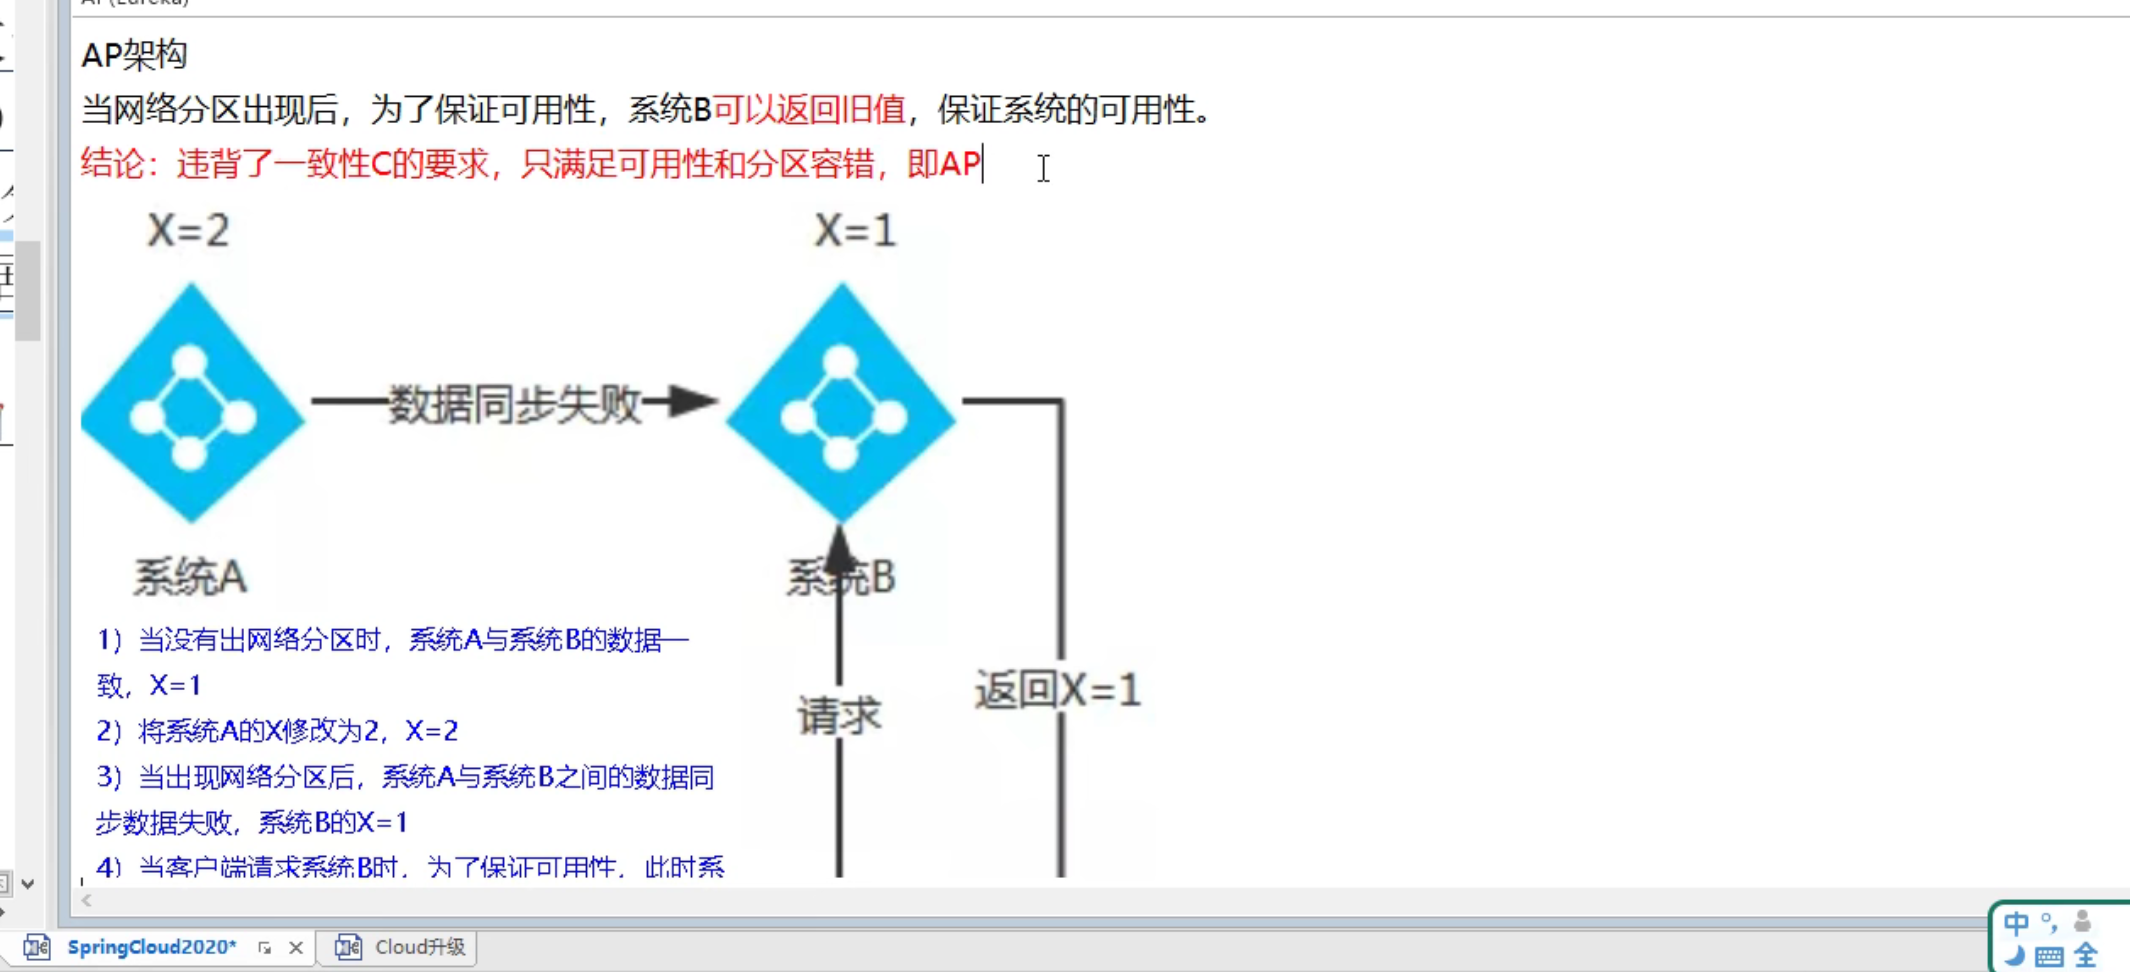 AP(Eureka)
AP架构
当网络分区出现后，为了保证可用性，系统B可以返回旧值，保证系统的可用性。
结论：违背了一致性C的要求，只满足可用性和分区容错，即AP
X=2
X=1
数据同步失败
系统A
系统B
1）当没有出网络分区时，系统A与系统B的数据一
致，X=1
2）将系统A的X修改为2，X=2
3）当出现网络分区后，系统A与系统B之间的数据同
步数据失败，系统B的X=1
4）当客户端请求系统B时，为了保证可用性，此时系
请求
返回X=1
SpringCloud2020*
Cloud升级
中
全